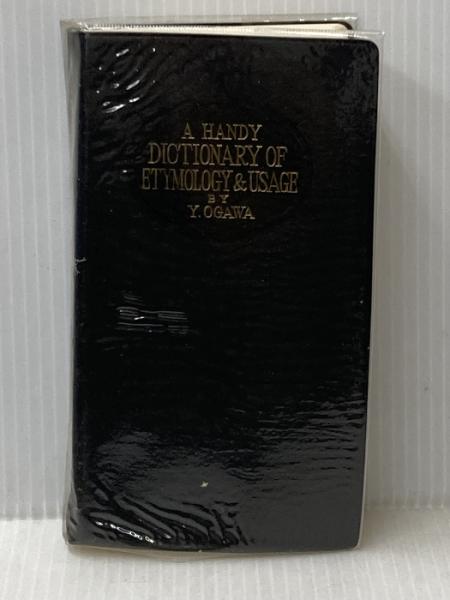 A HANDY
DICTIONARY OF
ETYMOLOGY & USAGE
BY
Y. OGAWA